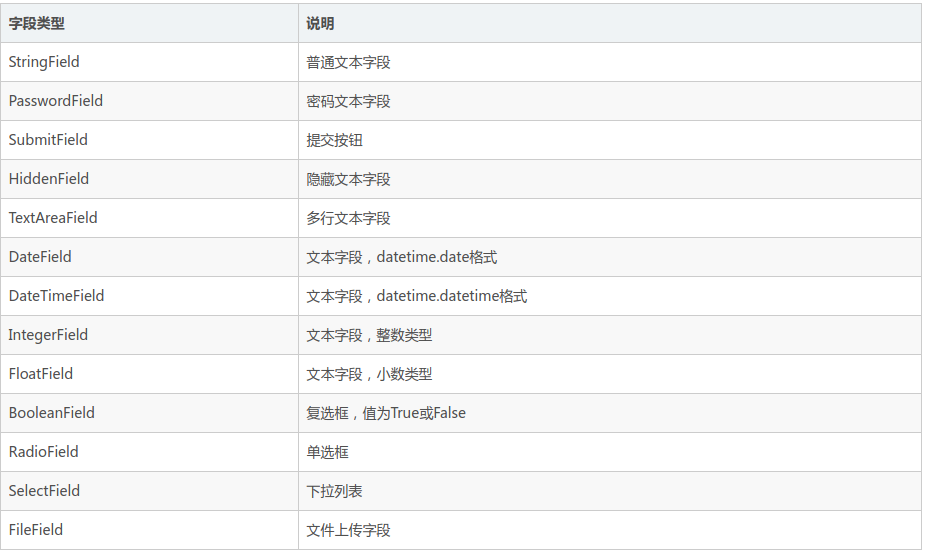 字段类型 说明
StringField 普通文本字段
PasswordField 密码文本字段
SubmitField 提交按钮
HiddenField 隐藏文本字段
TextAreaField 多行文本字段
DateField 文本字段，datetime.date格式
DateTimeField 文本字段，datetime.datetime格式
IntegerField 文本字段，整数类型
FloatField 文本字段，小数类型
BooleanField 复选框，值为True或False
RadioField 单选框
SelectField 下拉列表
FileField 文件上传字段